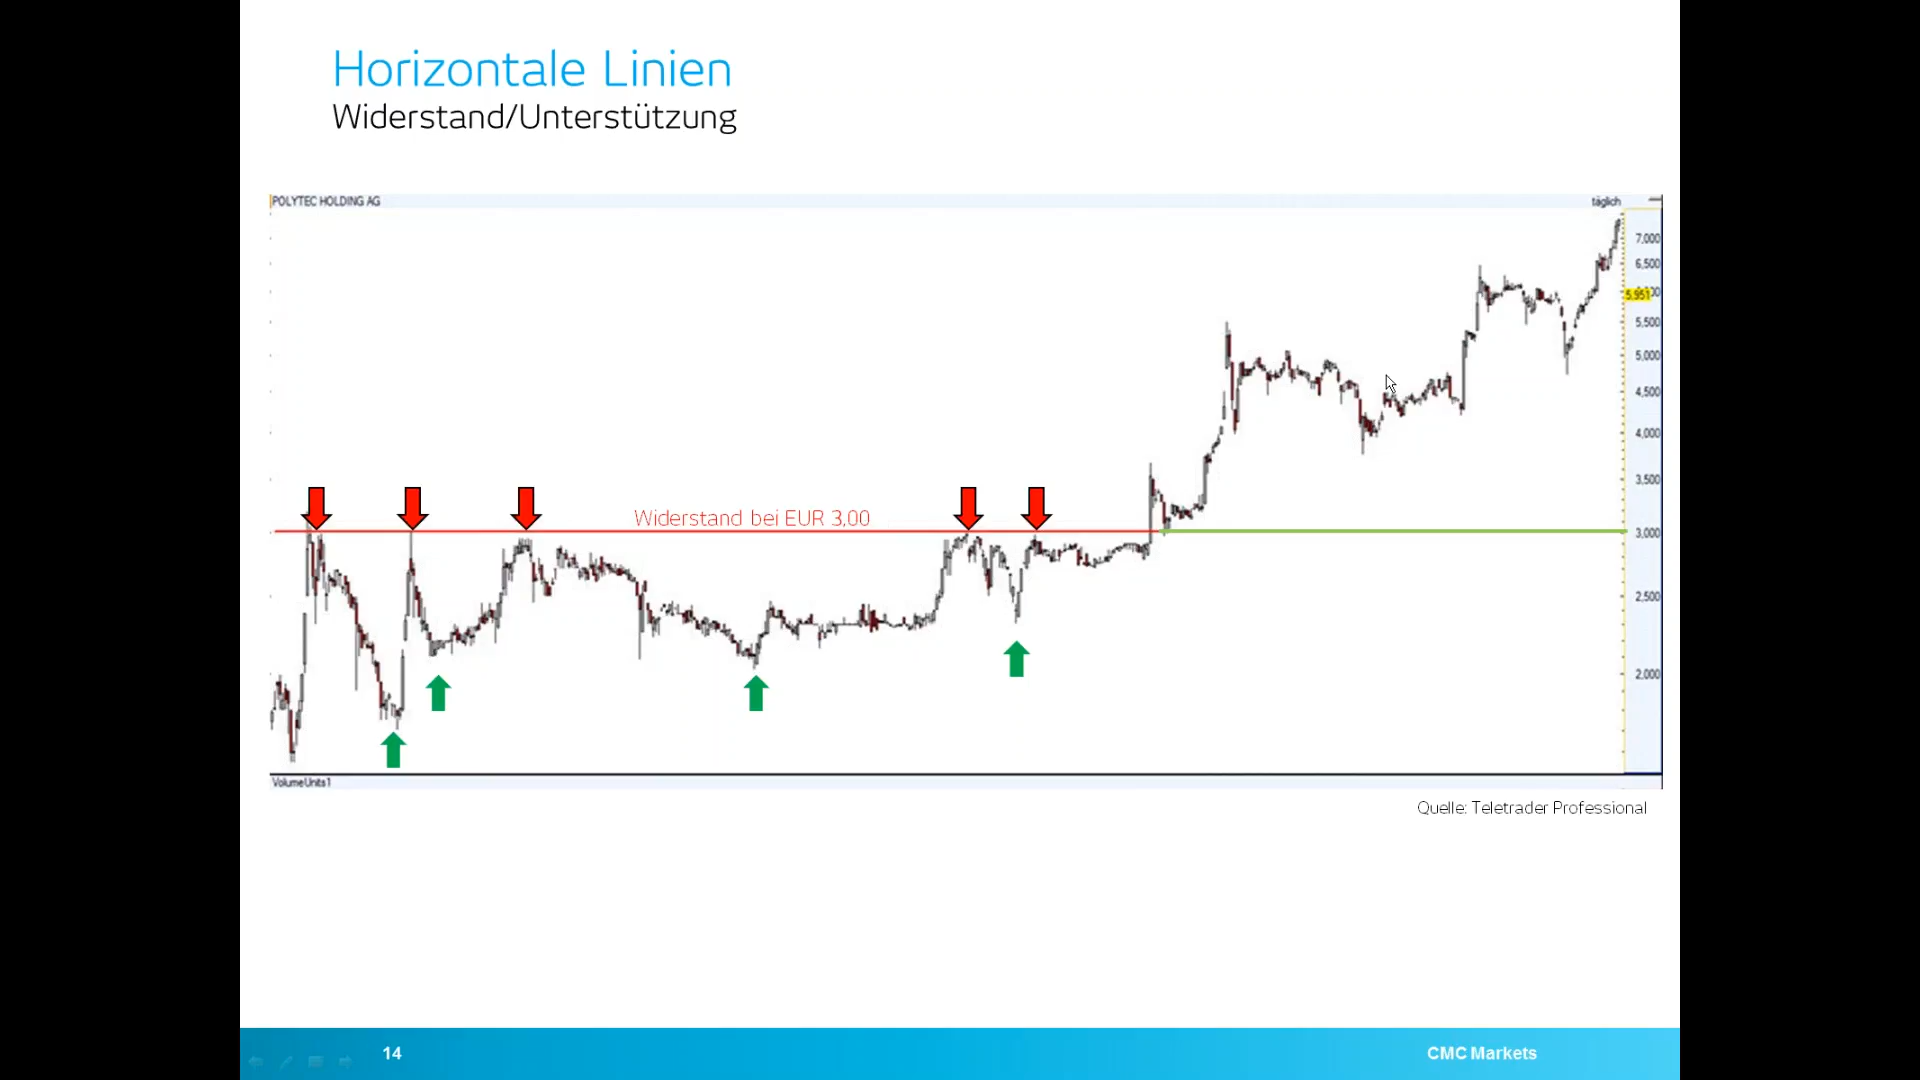 Horizontale Linien
Widerstand/Unterstützung
POLYTEC HOLDING AG
täglich
7,000
6,500
5,951
5,500
5,000
4,500
4,000
3,500
Widerstand bei EUR 3,00
3,000
2,500
2,000
VolumeUnits1
Quelle: Teletrader Professional
14
CMC Markets